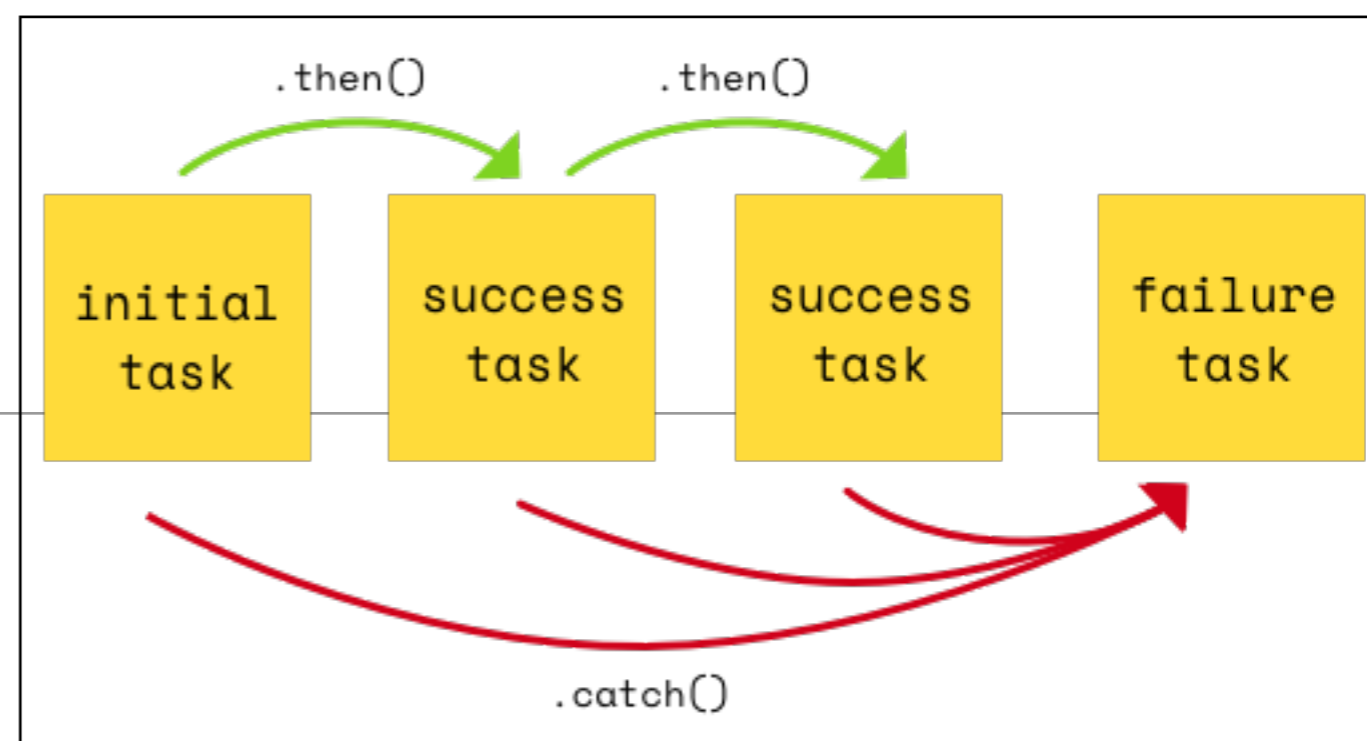 .then()
.then()
initial
task
success
task
success
task
failure
task
.catch()